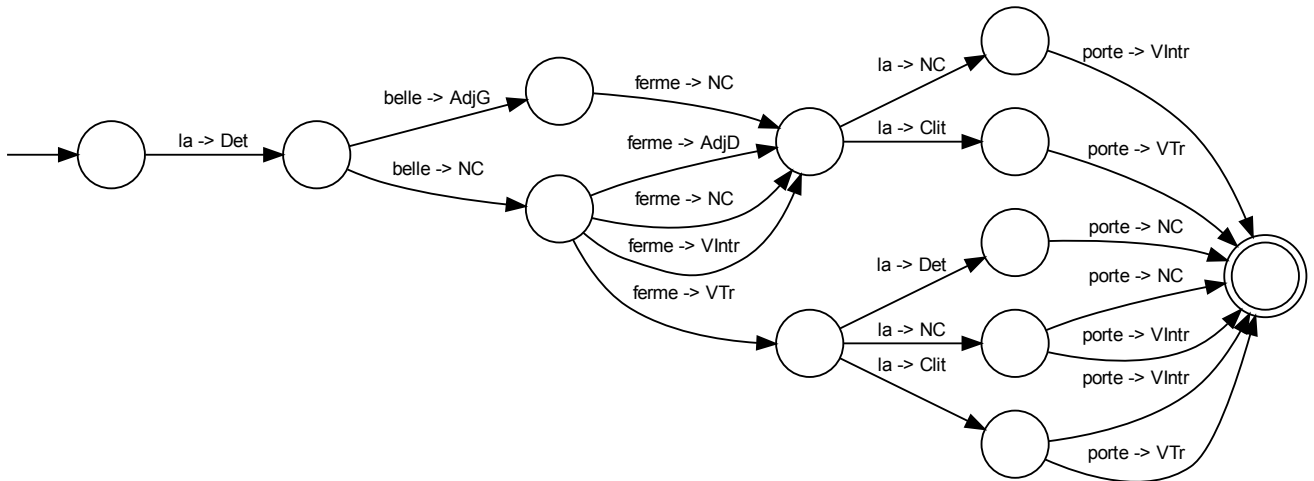 la -> Det
belle -> AdjG
belle -> NC
ferme -> NC
ferme -> AdjD
ferme -> NC
ferme -> VIntr
ferme -> VTr
la -> NC
la -> Clit
la -> Det
la -> NC
la -> Clit
porte -> VIntr
porte -> VTr
porte -> NC
porte -> NC
porte -> VIntr
porte -> VIntr
porte -> VTr